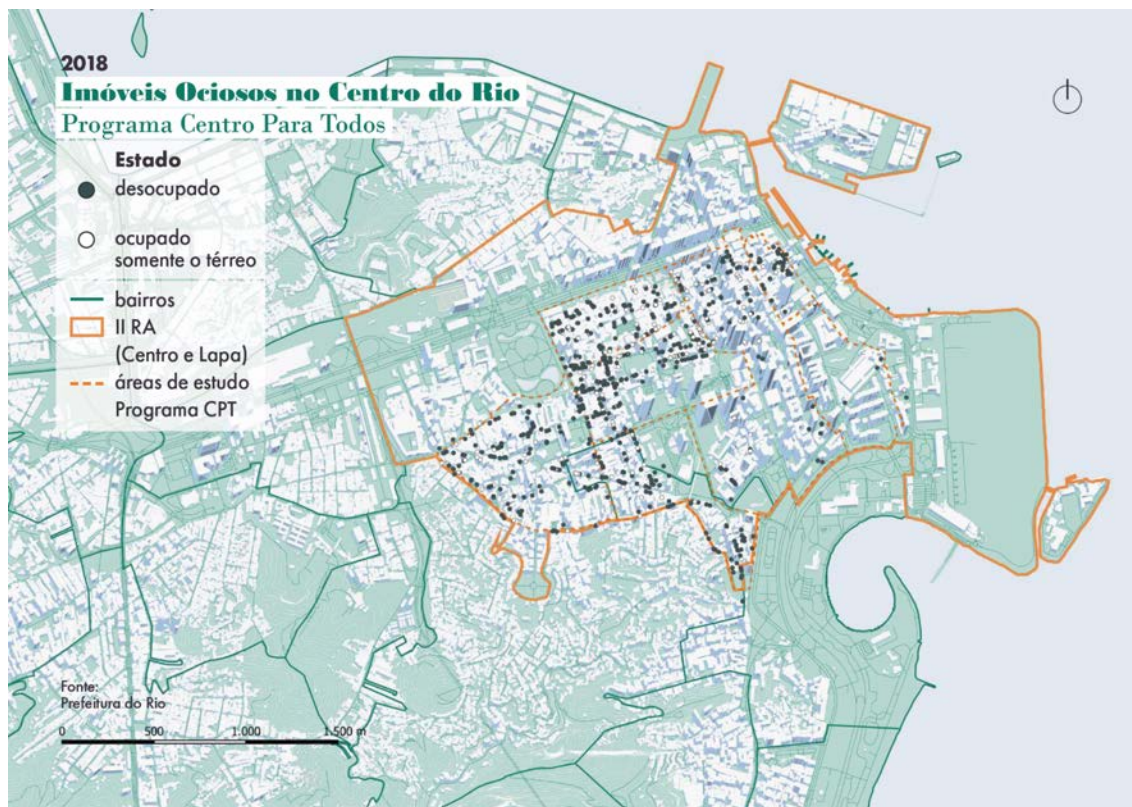 2018
Imóveis Ociosos no Centro do Rio
Programa Centro Para Todos
Estado
desocupado
ocupado
somente o térreo
bairros
II RA
(Centro e Lapa)
áreas de estudo
Programa CPT
Fonte:
Prefeitura do Rio
0 500 1.000 1.500 m